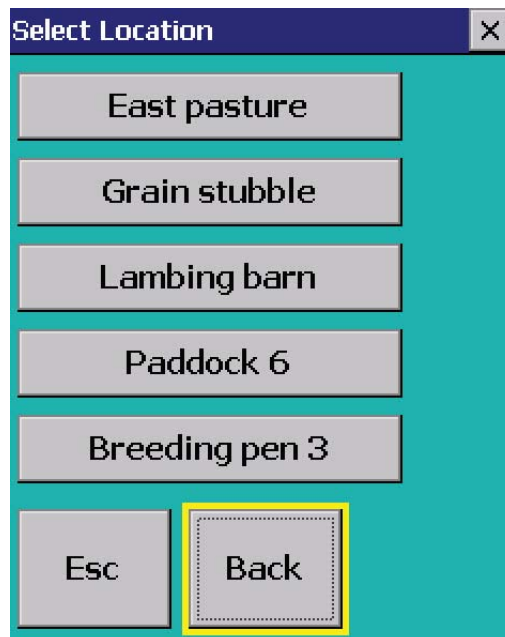 Select Location
East pasture
Grain stubble
Lambing barn
Paddock 6
Breeding pen 3
Esc Back